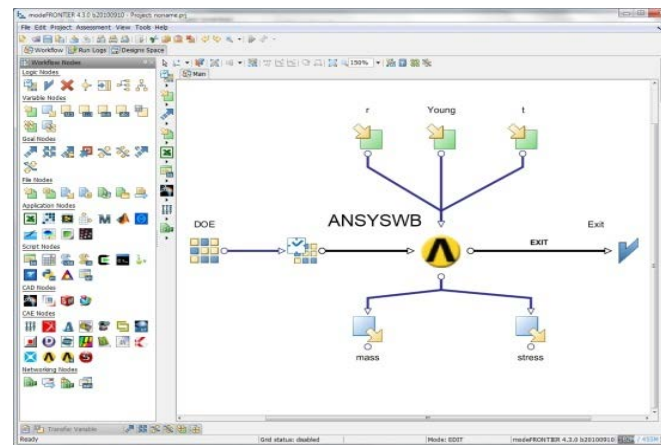 modeFRONTIER 4.3.0 b20100910 - Project: noname.prj
File Edit Project Assessment View Tools Help
Workflow Run Logs Designs Space
Workflow Nodes
Main
150%
Logic Nodes
Variable Nodes
Goal Nodes
File Nodes
Application Nodes
Script Nodes
CAD Nodes
CAE Nodes
Networking Nodes
r Young t
DOE ANSYSWB Exit
EXIT
mass stress
Transfer Variable
Ready Grid status: disabled Mode: EDIT modeFRONTIER 4.3.0 b20100910